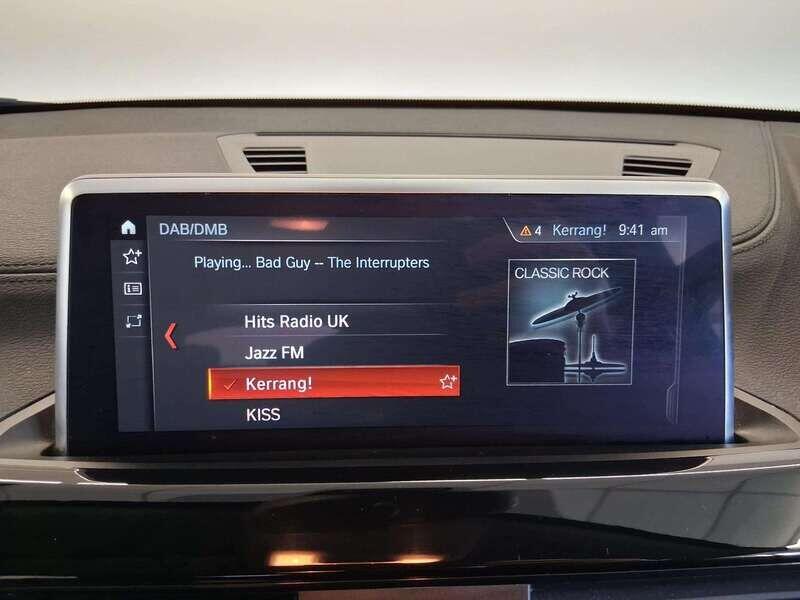 DAB/DMB
4 Kerrang! 9:41 am
Playing... Bad Guy -- The Interrupters
CLASSIC ROCK
Hits Radio UK
Jazz FM
Kerrang!
KISS